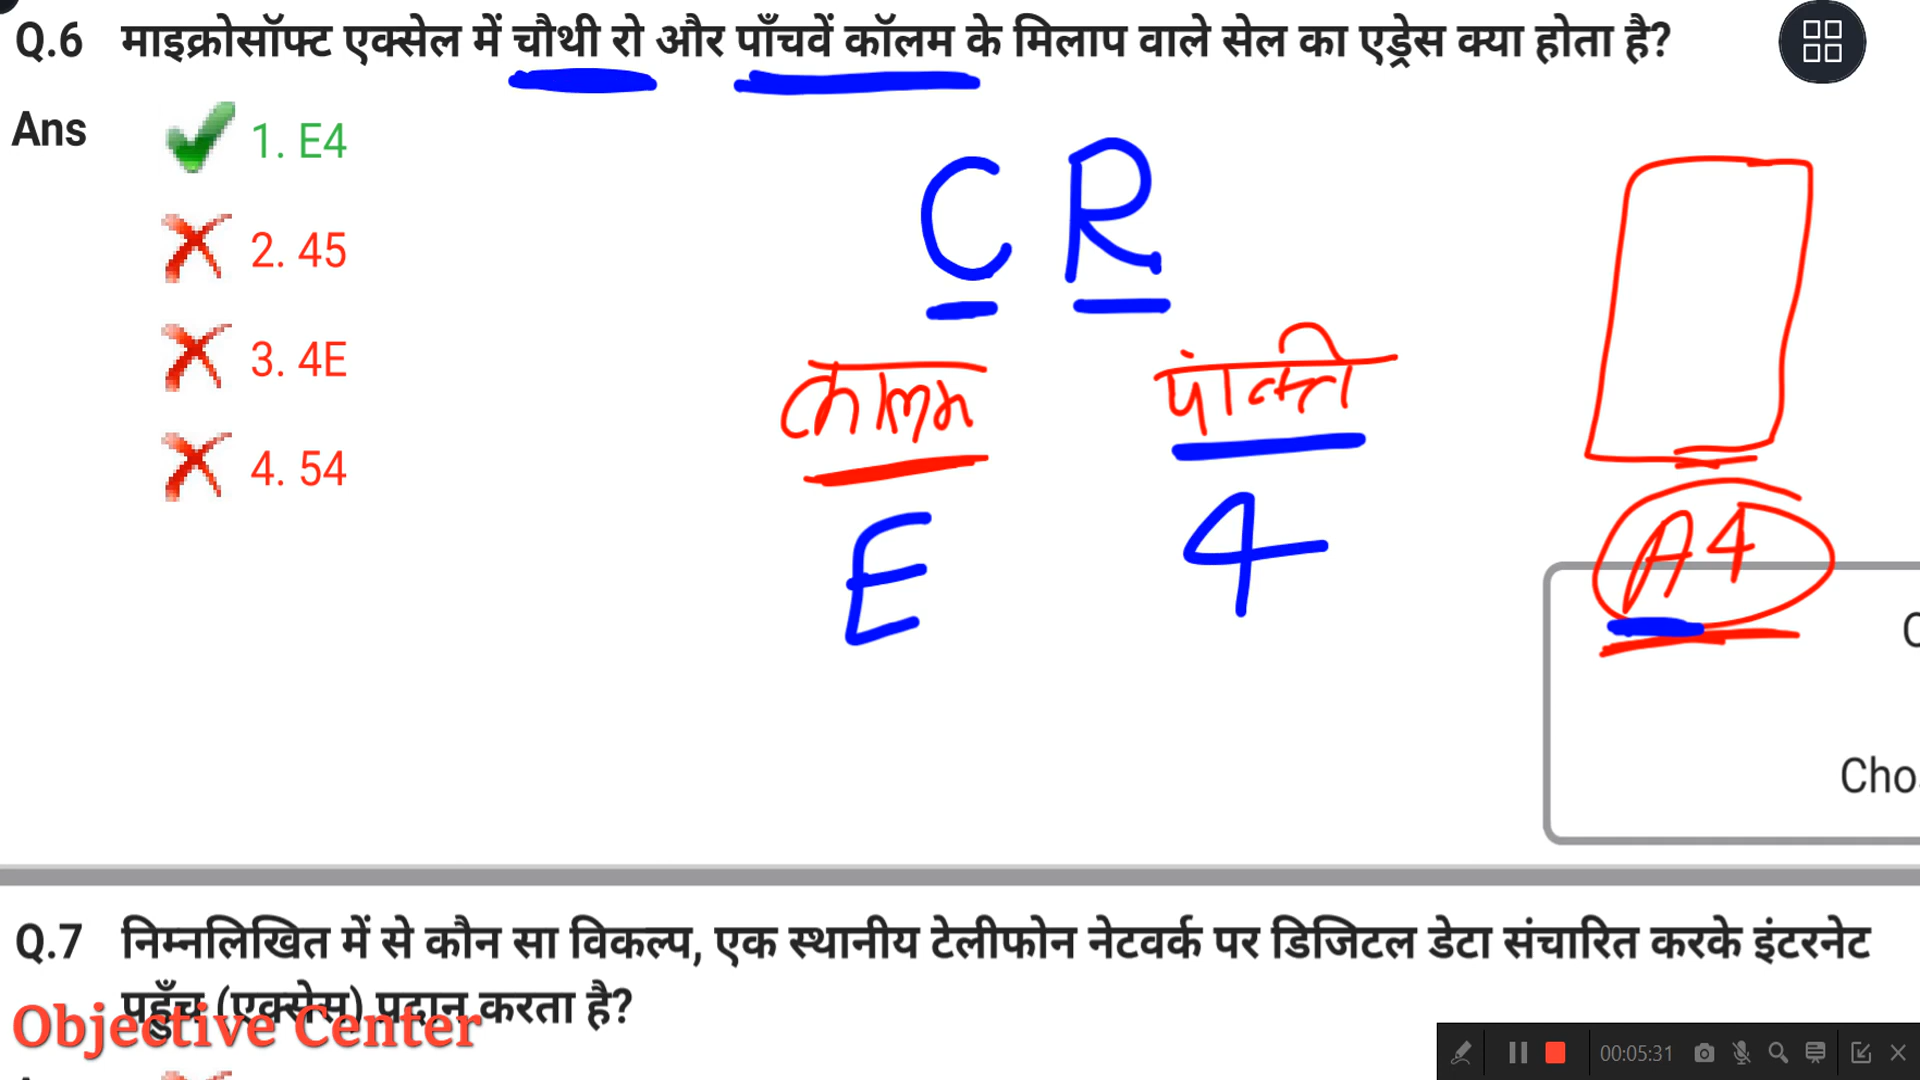 Q.6 माइक्रोसॉफ्ट एक्सेल में चौथी रो और पाँचवें कॉलम के मिलाप वाले सेल का एड्रेस क्या होता है?
Ans 1. E4
2. 45
3. 4E
4. 54
C R
कालम पंक्ति
E 4
A4
Cho
Q.7 निम्नलिखित में से कौन सा विकल्प, एक स्थानीय टेलीफोन नेटवर्क पर डिजिटल डेटा संचारित करके इंटरनेट
पहुँच (एक्सेस) प्रदान करता है?
Objective Center
00:05:31